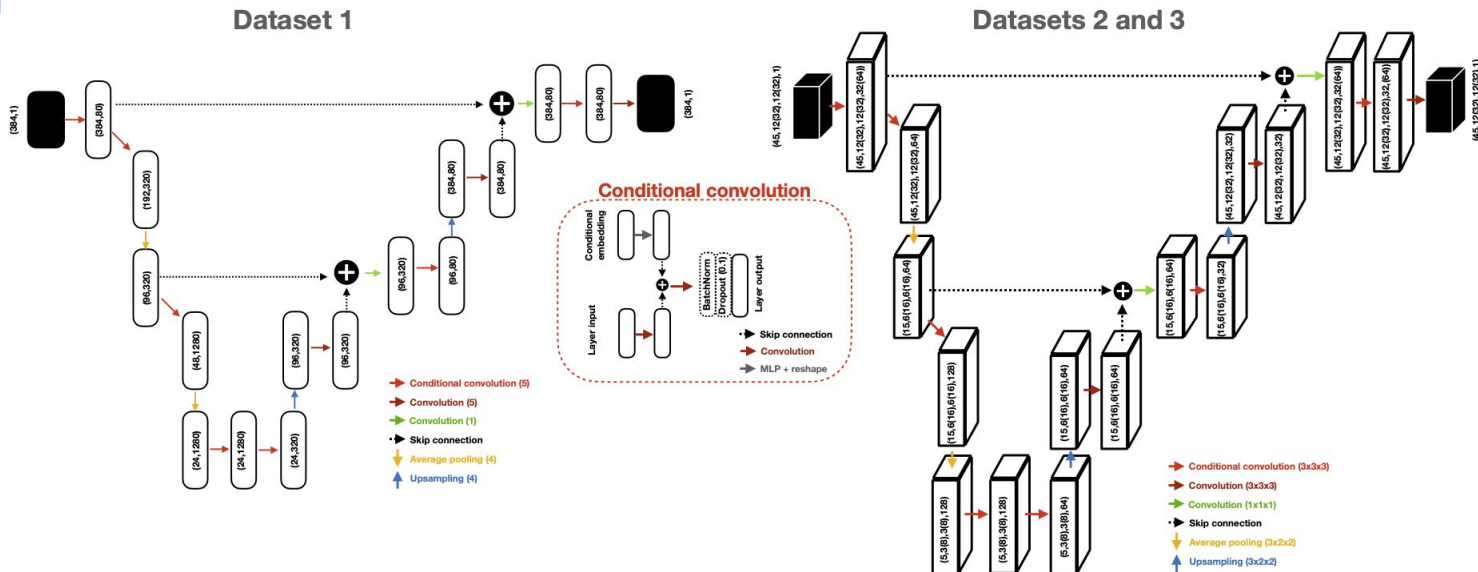 Dataset 1
(384,1)
(384,80)
(192,320)
(96,320)
(48,1280)
(24,1280)
(24,1280)
(24,320)
(96,320)
(96,320)
(96,320)
(96,80)
(384,80)
(384,80)
(384,80)
(384,80)
(384,1)
Conditional convolution (5)
Convolution (5)
Convolution (1)
Skip connection
Average pooling (4)
Upsampling (4)
Conditional convolution
Conditional
embedding
Layer input
BatchNorm
Dropout (0.1)
Layer output
Skip connection
Convolution
MLP + reshape
Datasets 2 and 3
(45,12(32),12(32),1)
(45,12(32),12(32),32(64))
(45,12(32),12(32),64)
(15,6(16),6(16),64)
(15,6(16),6(16),128)
(5,3(8),3(8),128)
(5,3(8),3(8),128)
(5,3(8),3(8),64)
(15,6(16),6(16),64)
(15,6(16),6(16),64)
(15,6(16),6(16),64)
(15,6(16),6(16),32)
(45,12(32),12(32),32)
(45,12(32),12(32),32)
(45,12(32),12(32),32(64))
(45,12(32),12(32),32,(64))
(45,12(32),12(32),1)
Conditional convolution (3x3x3)
Convolution (3x3x3)
Convolution (1x1x1)
Skip connection
Average pooling (3x2x2)
Upsampling (3x2x2)